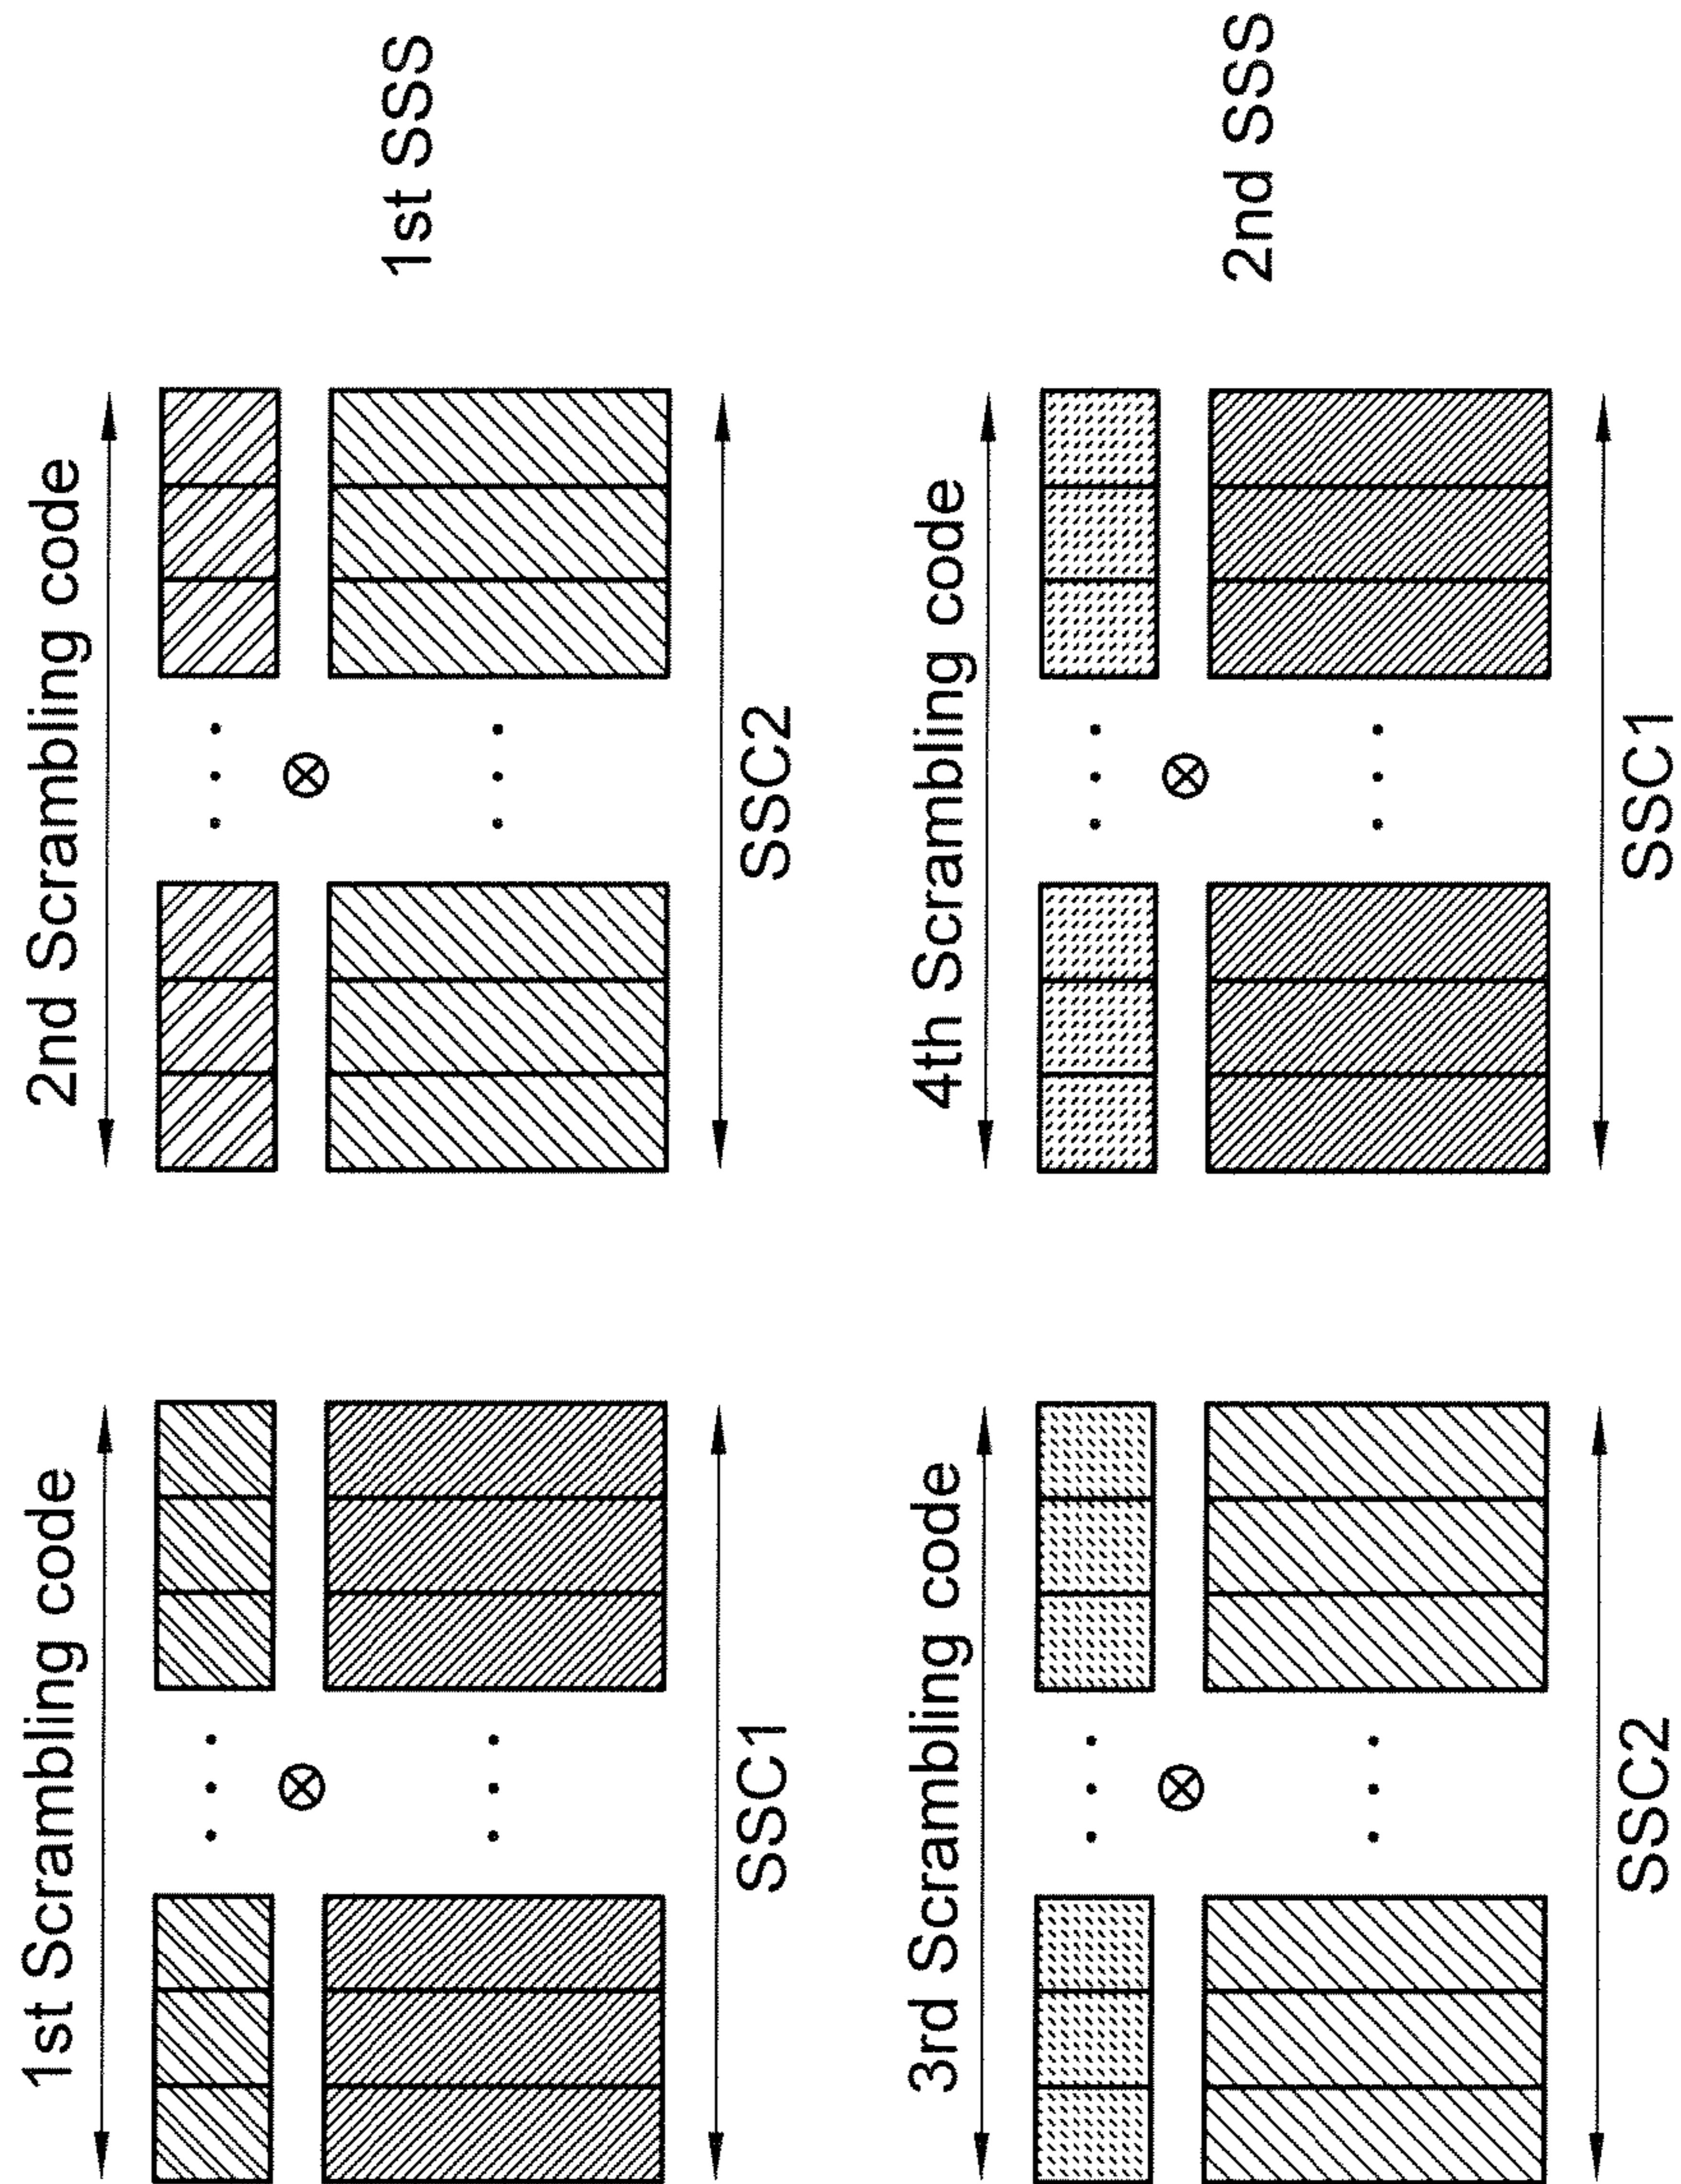 1st Scrambling code
2nd Scrambling code
SSC1
SSC2
1st SSS
3rd Scrambling code
4th Scrambling code
SSC2
SSC1
2nd SSS